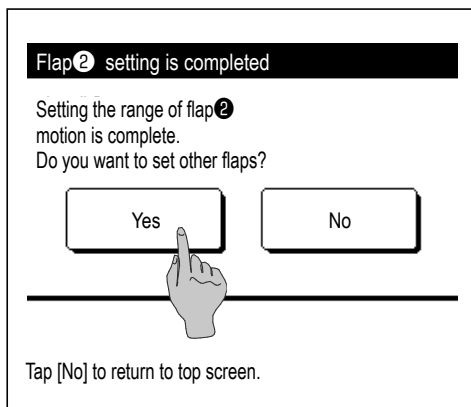 Flap❷ setting is completed
Setting the range of flap❷
motion is complete.
Do you want to set other flaps?
Yes
No
Tap [No] to return to top screen.